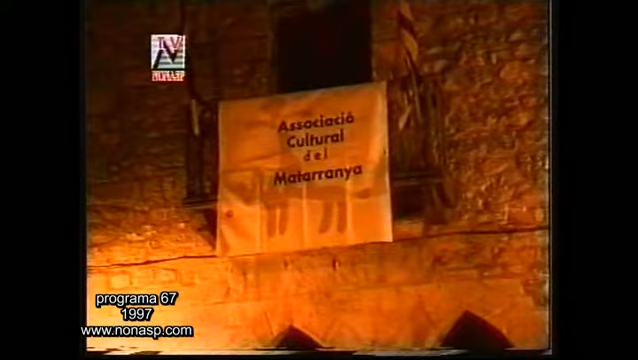 TV
NONASP
Associació
Cultural
del
Matarranya
programa 67
1997
www.nonasp.com